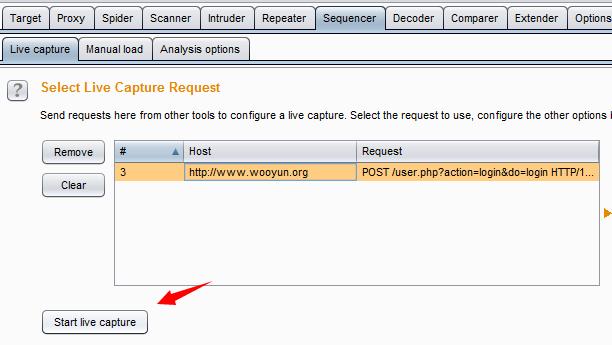 Target Proxy Spider Scanner Intruder Repeater Sequencer Decoder Comparer Extender Options
Live capture Manual load Analysis options
? Select Live Capture Request
Send requests here from other tools to configure a live capture. Select the request to use, configure the other options
Remove
Clear
# Host Request
3 http://www.wooyun.org POST /user.php?action=login&do=login HTTP/1...
Start live capture